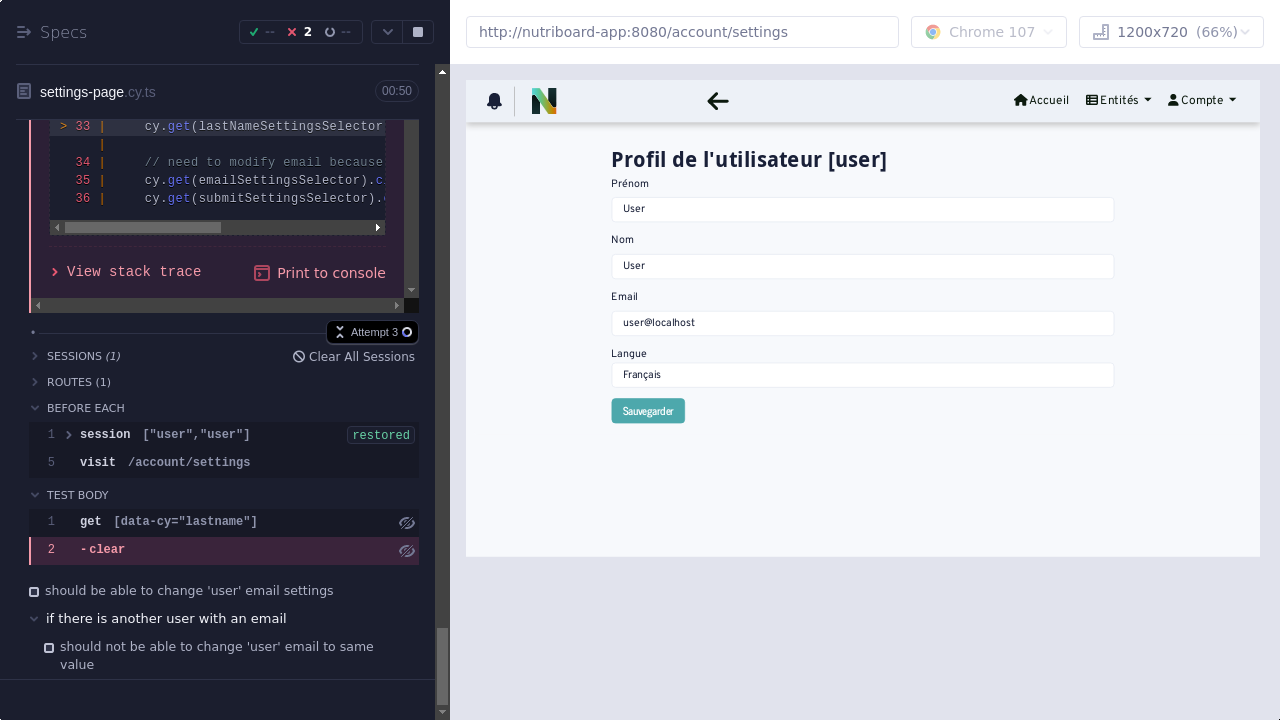 Specs
--
2
--
settings-page.cy.ts
00:50
> 33 | cy.get(lastNameSettingsSelector
|
34 | // need to modify email because
35 | cy.get(emailSettingsSelector).c
36 | cy.get(submitSettingsSelector).
View stack trace
Print to console
Attempt 3
SESSIONS (1)
Clear All Sessions
ROUTES (1)
BEFORE EACH
1 session ["user","user"] restored
5 visit /account/settings
TEST BODY
1 get [data-cy="lastname"]
2 -clear
should be able to change 'user' email settings
if there is another user with an email
should not be able to change 'user' email to same
value
http://nutriboard-app:8080/account/settings
Chrome 107
1200x720 (66%)
Accueil
Entités
Compte
Profil de l'utilisateur [user]
Prénom
User
Nom
User
Email
user@localhost
Langue
Français
Sauvegarder